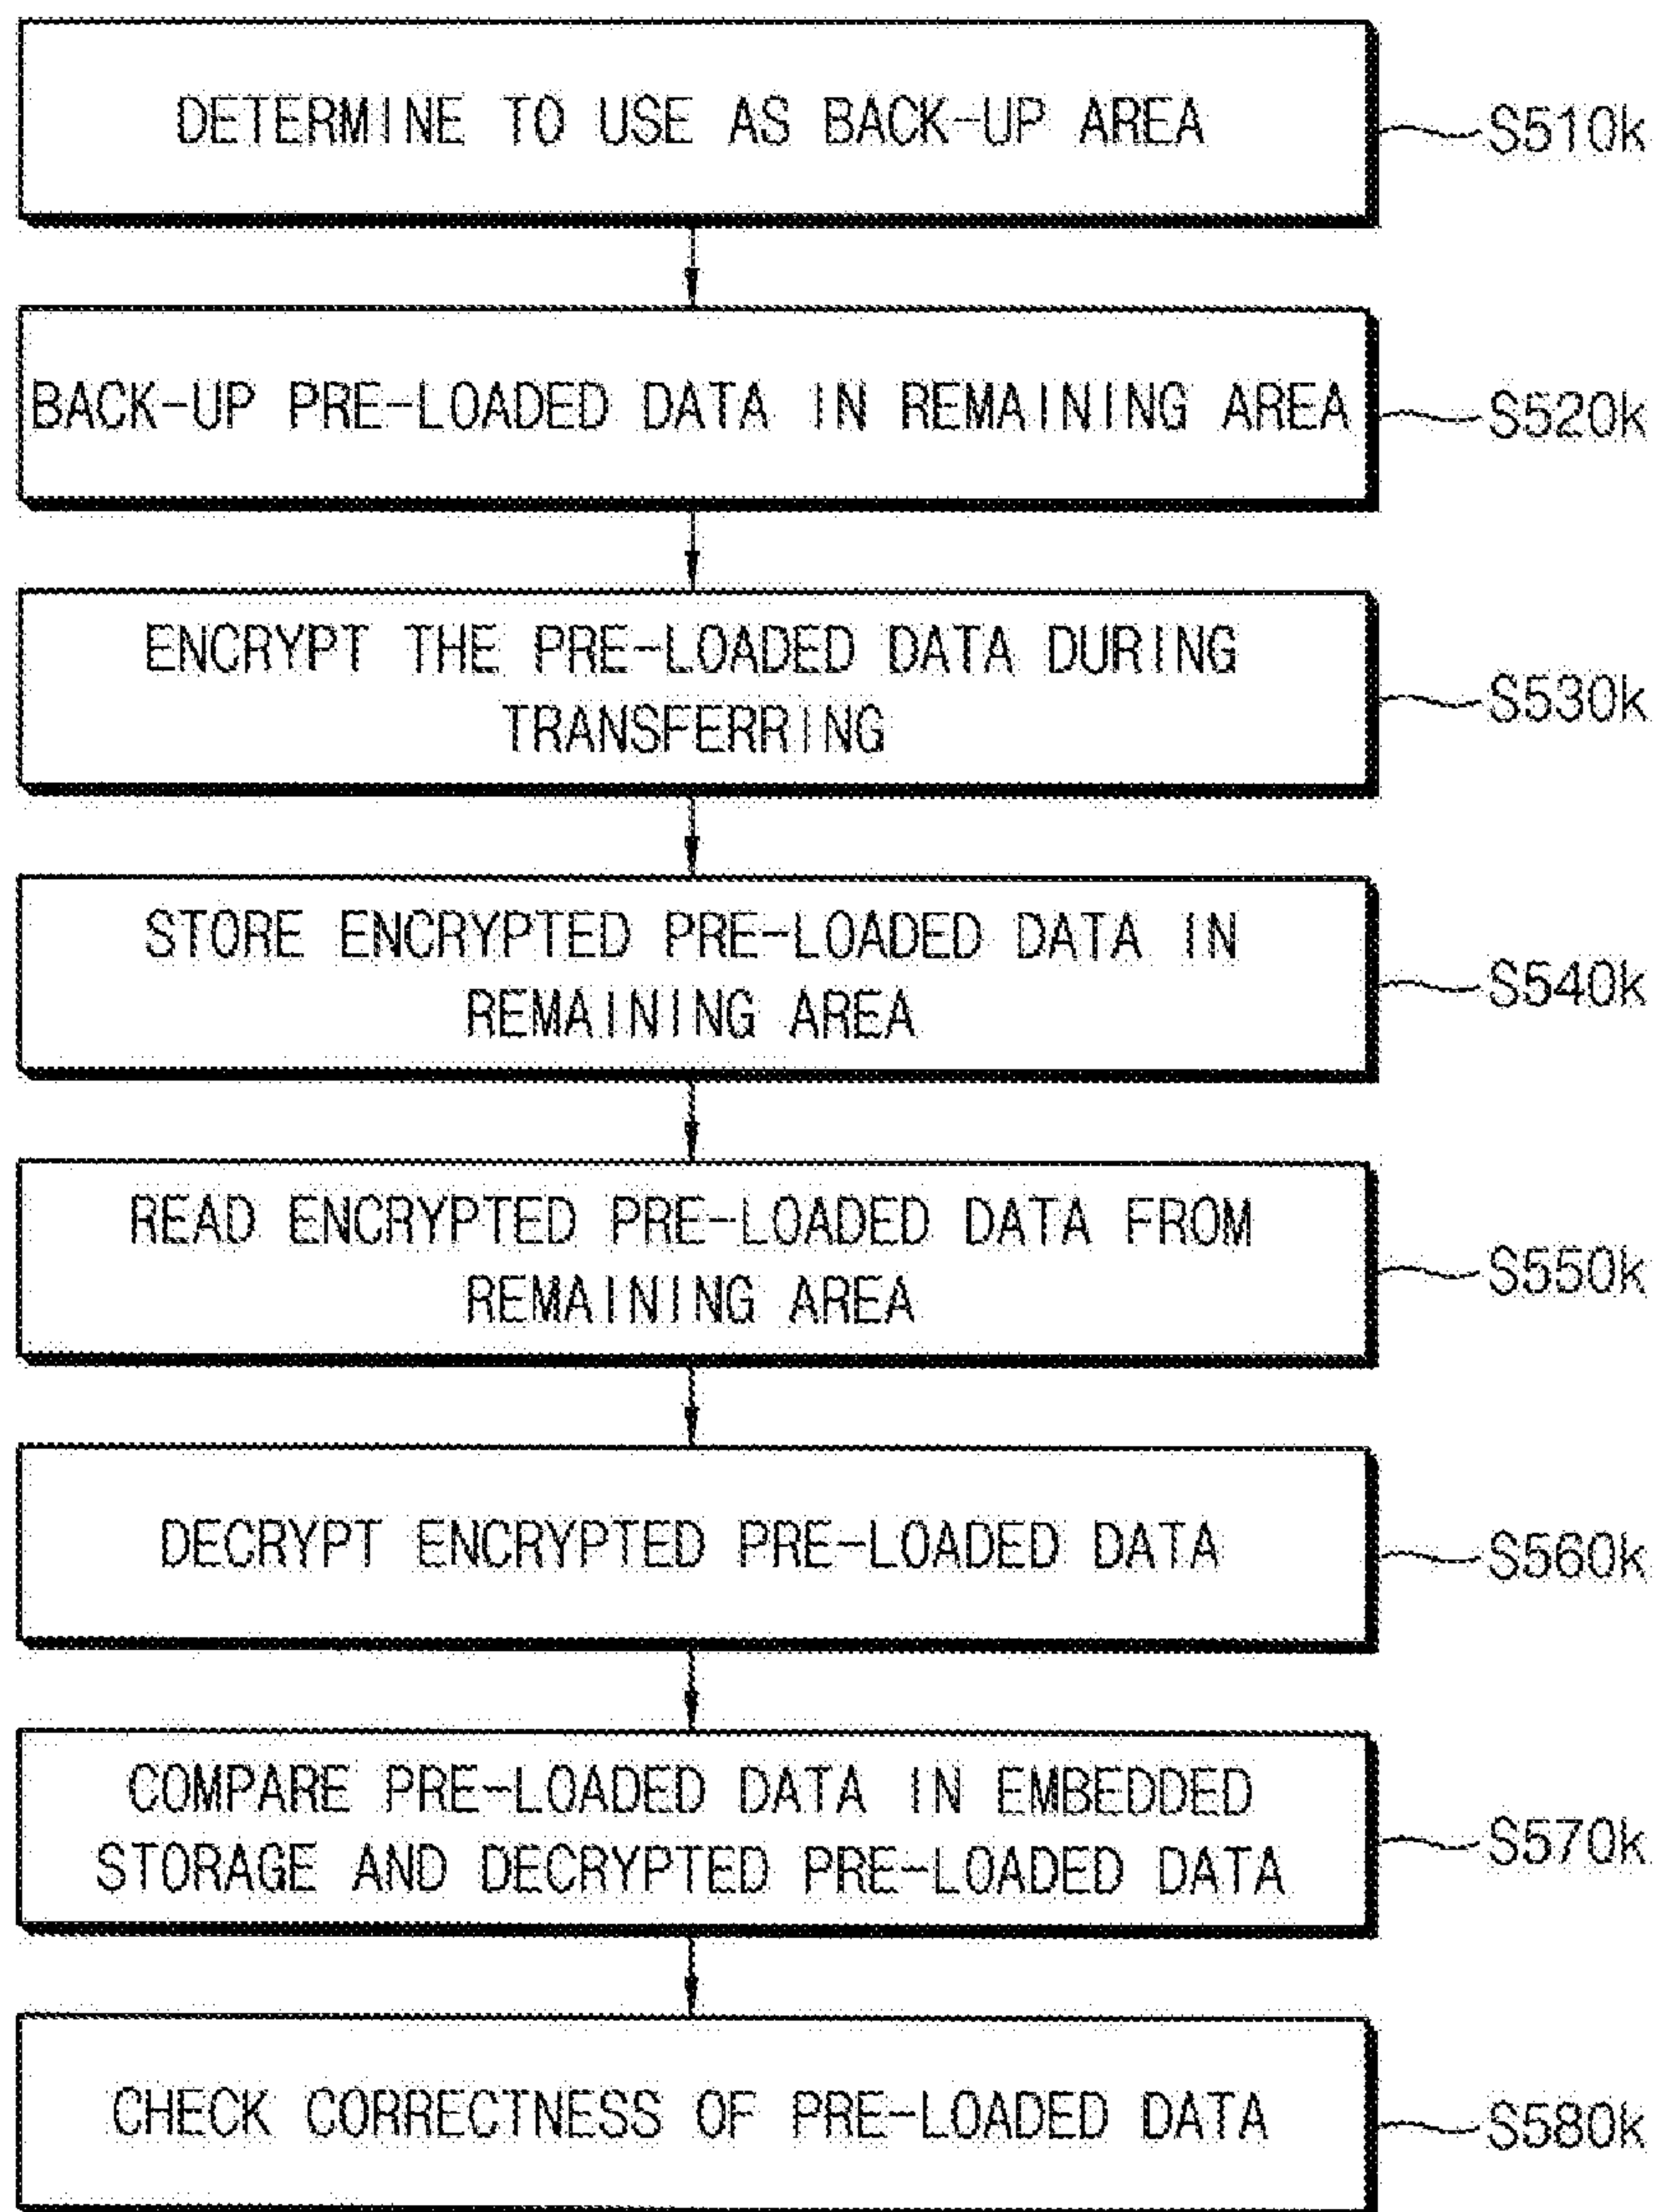 DETERMINE TO USE AS BACK-UP AREA
S510k
BACK-UP PRE-LOADED DATA IN REMAINING AREA
S520k
ENCRYPT THE PRE-LOADED DATA DURING
TRANSFERRING
S530k
STORE ENCRYPTED PRE-LOADED DATA IN
REMAINING AREA
S540k
READ ENCRYPTED PRE-LOADED DATA FROM
REMAINING AREA
S550k
DECRYPT ENCRYPTED PRE-LOADED DATA
S560k
COMPARE PRE-LOADED DATA IN EMBEDDED
STORAGE AND DECRYPTED PRE-LOADED DATA
S570k
CHECK CORRECTNESS OF PRE-LOADED DATA
S580k